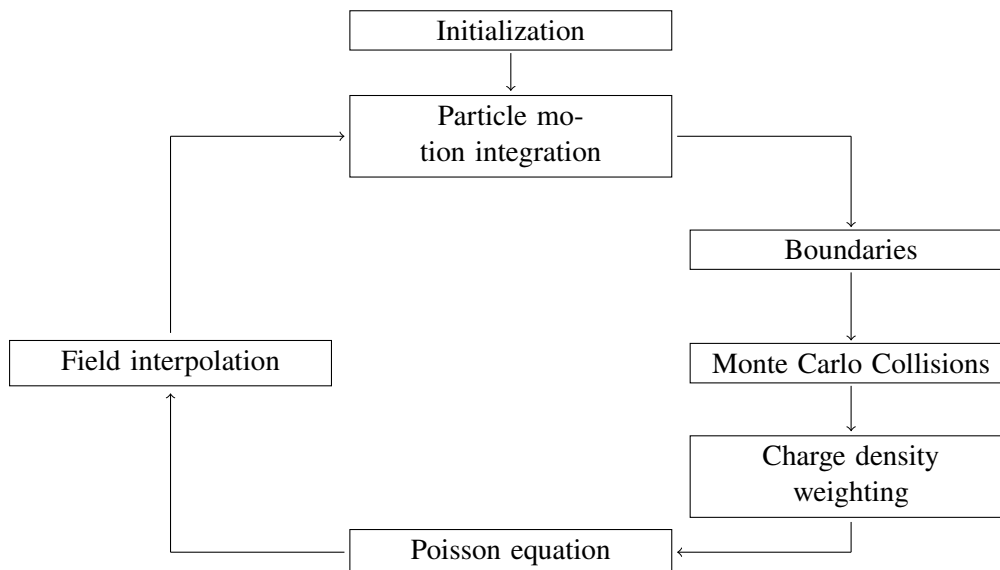 Initialization
Particle mo-
tion integration
Boundaries
Field interpolation
Monte Carlo Collisions
Charge density
weighting
Poisson equation